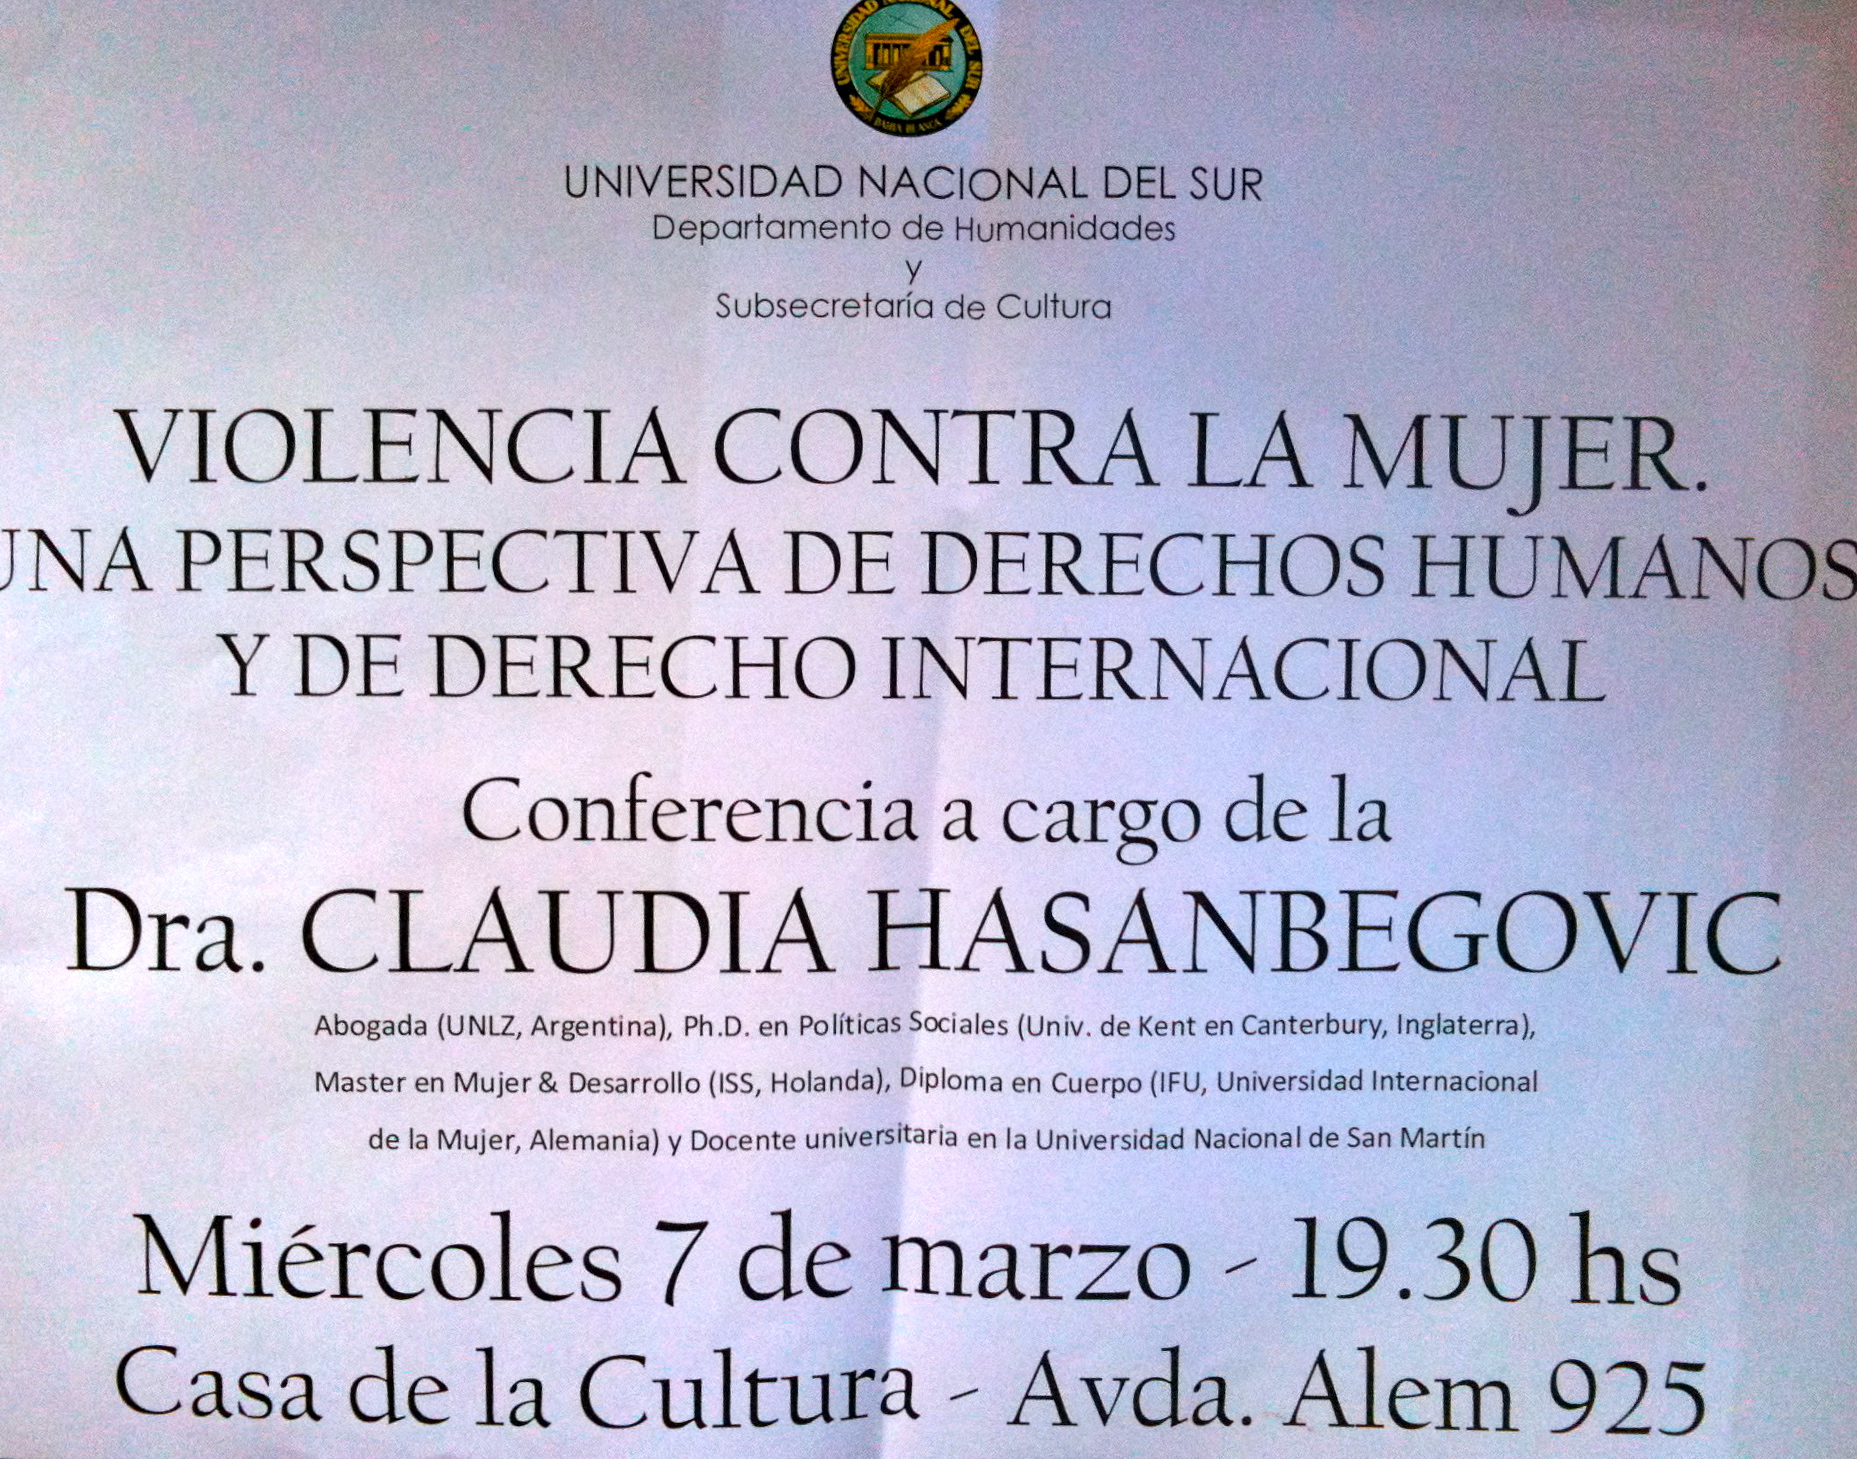 UNIVERSIDAD NACIONAL DEL SUR
BAHIA BLANCA
UNIVERSIDAD NACIONAL DEL SUR
Departamento de Humanidades
y
Subsecretaría de Cultura
VIOLENCIA CONTRA LA MUJER.
UNA PERSPECTIVA DE DERECHOS HUMANOS
Y DE DERECHO INTERNACIONAL
Conferencia a cargo de la
Dra. CLAUDIA HASANBEGOVIC
Abogada (UNLZ, Argentina), Ph.D. en Políticas Sociales (Univ. de Kent en Canterbury, Inglaterra),
Master en Mujer & Desarrollo (ISS, Holanda), Diploma en Cuerpo (IFU, Universidad Internacional
de la Mujer, Alemania) y Docente universitaria en la Universidad Nacional de San Martín
Miércoles 7 de marzo - 19.30 hs
Casa de la Cultura - Avda. Alem 925